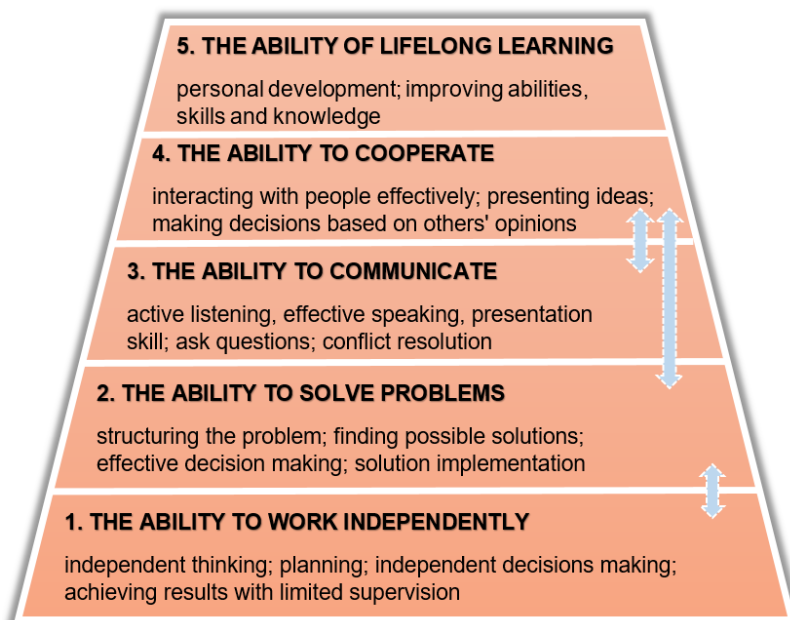 5. THE ABILITY OF LIFELONG LEARNING
personal development; improving abilities,
skills and knowledge
4. THE ABILITY TO COOPERATE
interacting with people effectively; presenting ideas;
making decisions based on others' opinions
3. THE ABILITY TO COMMUNICATE
active listening, effective speaking, presentation
skill; ask questions; conflict resolution
2. THE ABILITY TO SOLVE PROBLEMS
structuring the problem; finding possible solutions;
effective decision making; solution implementation
1. THE ABILITY TO WORK INDEPENDENTLY
independent thinking; planning; independent decisions making;
achieving results with limited supervision